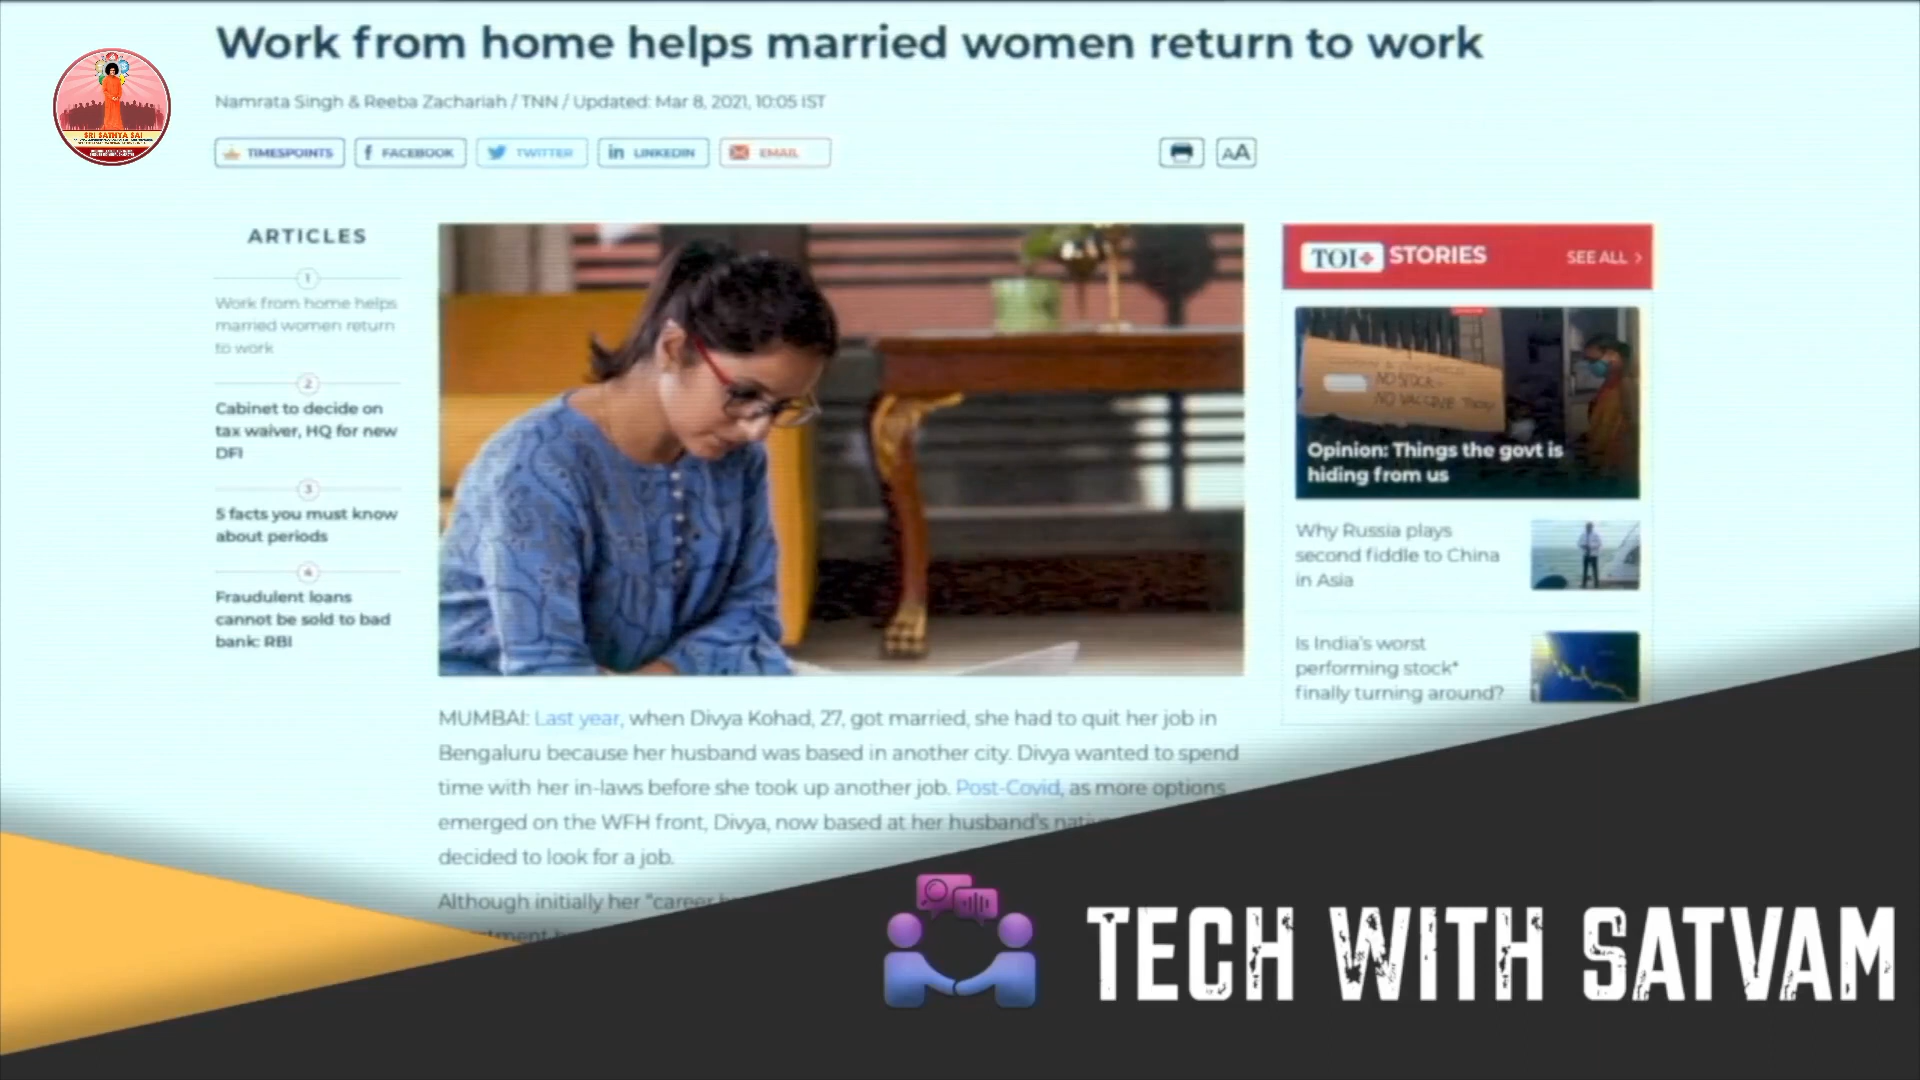 Work from home helps married women return to work
Namrata Singh & Reeba Zachariah / TNN / Updated: Mar 8, 2021, 10:05 IST
SRI SATHYA SAI
TIMESPOINTS
FACEBOOK
TWITTER
LINKEDIN
EMAIL
AA
ARTICLES
1
Work from home helps
married women return
to work
2
Cabinet to decide on
tax waiver, HQ for new
DFI
3
5 facts you must know
about periods
4
Fraudulent loans
cannot be sold to bad
bank: RBI
MUMBAI: Last year, when Divya Kohad, 27, got married, she had to quit her job in
Bengaluru because her husband was based in another city. Divya wanted to spend
time with her in-laws before she took up another job. Post-Covid, as more options
emerged on the WFH front, Divya, now based at her husband's
decided to look for a job.
Although initially her "career
TOI+ STORIES
SEE ALL >
NO STOCK -
NO VACCINE TODAY
Opinion: Things the govt is
hiding from us
Why Russia plays
second fiddle to China
in Asia
Is India's worst
performing stock*
finally turning around?
TECH WITH SATVAM